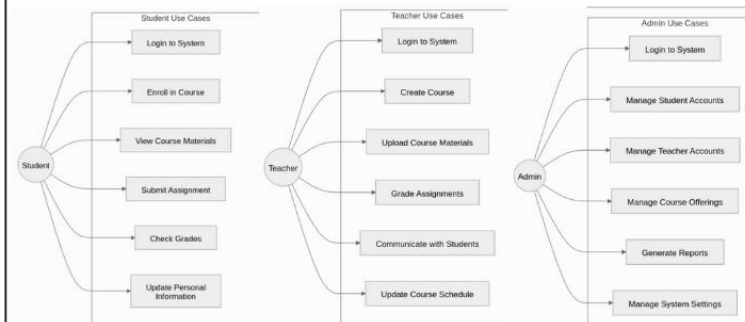 Student Use Cases
Login to System
Enroll in Course
View Course Materials
Student
Submit Assignment
Check Grades
Update Personal
Information
Teacher Use Cases
Login to System
Create Course
Upload Course Materials
Teacher
Grade Assignments
Communicate with Students
Update Course Schedule
Admin Use Cases
Login to System
Manage Student Accounts
Manage Teacher Accounts
Admin
Manage Course Offerings
Generate Reports
Manage System Settings